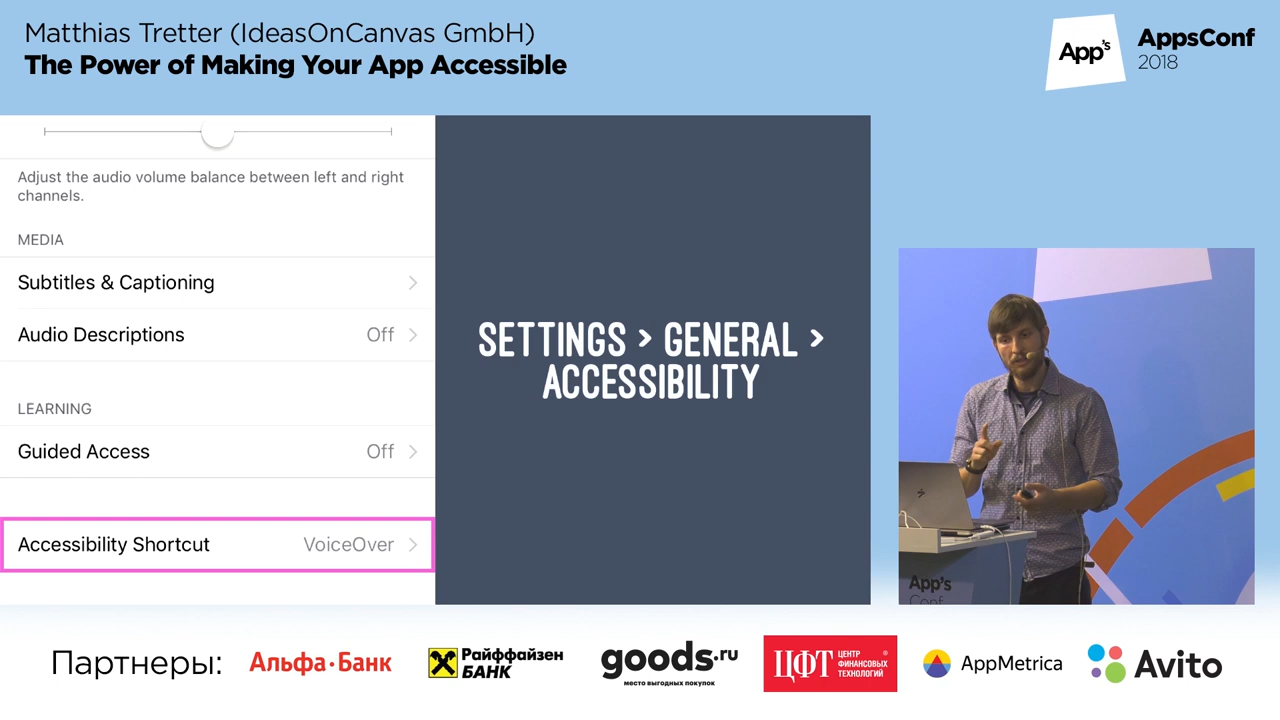 Matthias Tretter (IdeasOnCanvas GmbH)
The Power of Making Your App Accessible
App's
AppsConf
2018
Adjust the audio volume balance between left and right
channels.
MEDIA
Subtitles & Captioning
Audio Descriptions Off
LEARNING
Guided Access Off
Accessibility Shortcut VoiceOver
SETTINGS > GENERAL >
ACCESSIBILITY
App's
Conf
Партнеры:
Альфа·Банк
Райффайзен
БАНК
goods.ru
место выгодных покупок
ЦФТ
ЦЕНТР
ФИНАНСОВЫХ
ТЕХНОЛОГИЙ
®
AppMetrica
Avito